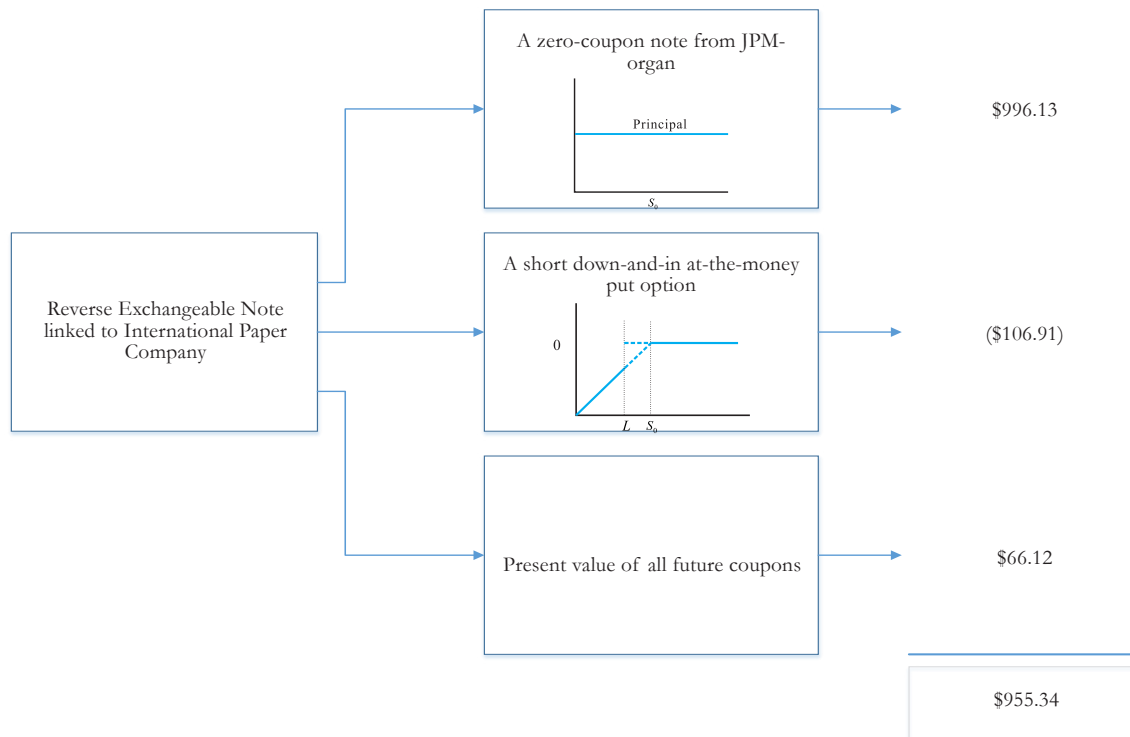 A zero-coupon note from JPM-
organ
Principal
S₀
$996.13
Reverse Exchangeable Note
linked to International Paper
Company
A short down-and-in at-the-money
put option
0
L S₀
($106.91)
Present value of all future coupons
$66.12
$955.34